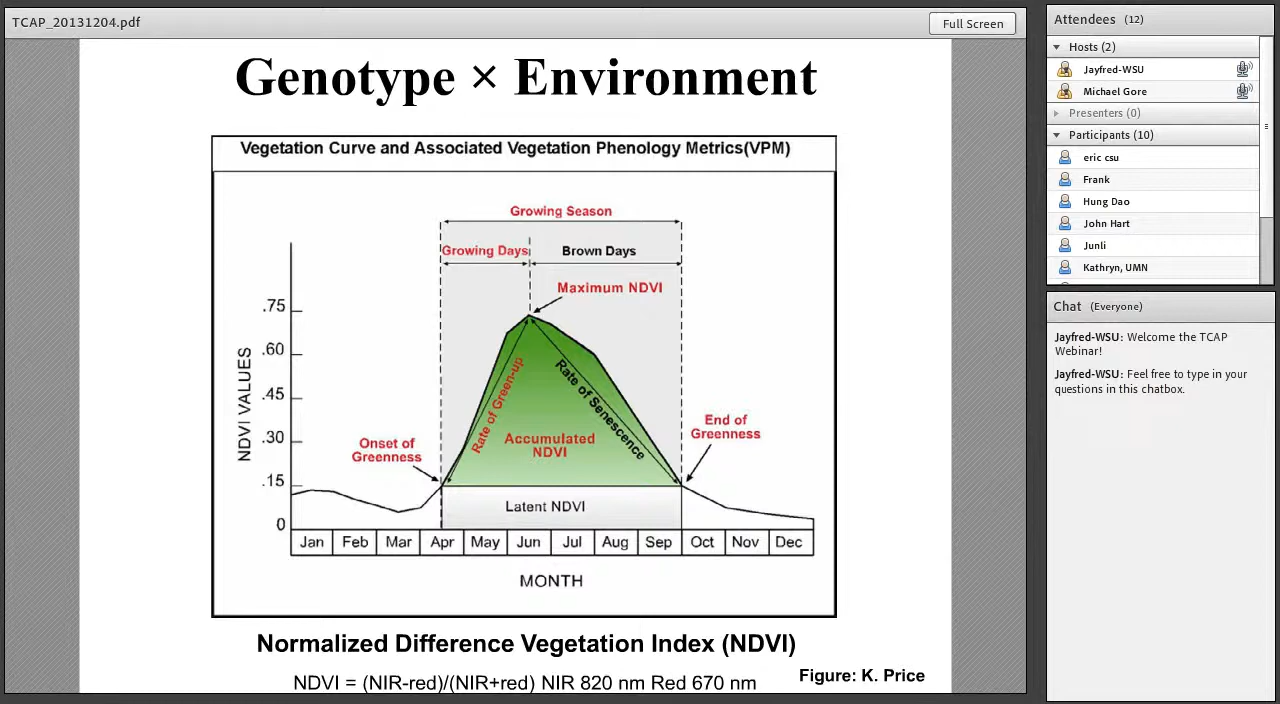 TCAP_20131204.pdf
Full Screen
Genotype × Environment
Vegetation Curve and Associated Vegetation Phenology Metrics(VPM)
Growing Season
Growing Days
Brown Days
Maximum NDVI
.75
.60
.45
.30
.15
0
NDVI VALUES
Rate of Green-up
Rate of Senescence
Accumulated
NDVI
Onset of
Greenness
End of
Greenness
Latent NDVI
Jan Feb Mar Apr May Jun Jul Aug Sep Oct Nov Dec
MONTH
Normalized Difference Vegetation Index (NDVI)
NDVI = (NIR-red)/(NIR+red) NIR 820 nm Red 670 nm
Figure: K. Price
Attendees (12)
Hosts (2)
Jayfred-WSU
Michael Gore
Presenters (0)
Participants (10)
eric csu
Frank
Hung Dao
John Hart
Junli
Kathryn, UMN
Chat (Everyone)
Jayfred-WSU: Welcome the TCAP
Webinar!
Jayfred-WSU: Feel free to type in your
questions in this chatbox.